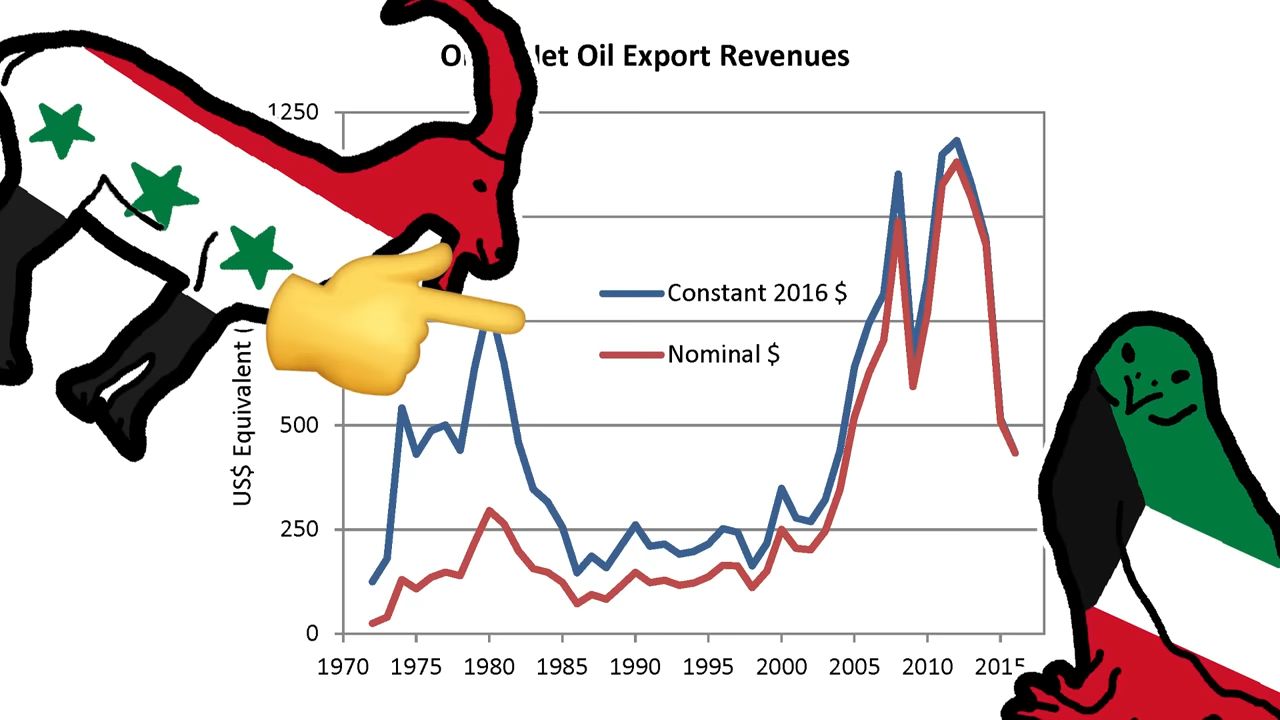 Oil Export Revenues
1250
Constant 2016 $
Nominal $
US$ Equivalent (
500
250
0
1970 1975 1980 1985 1990 1995 2000 2005 2010 2015